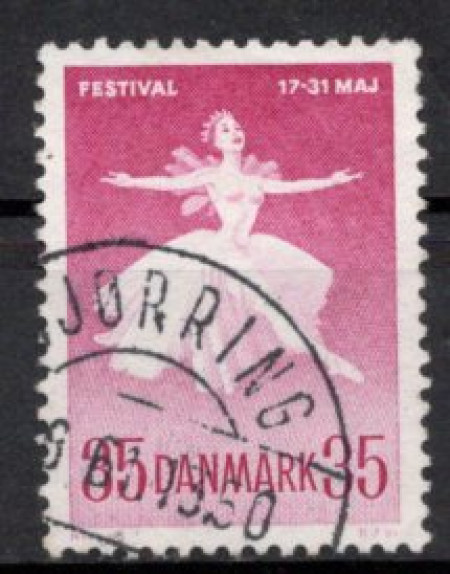 FESTIVAL 17-31 MAJ
JØRRING
35 DANMARK 35